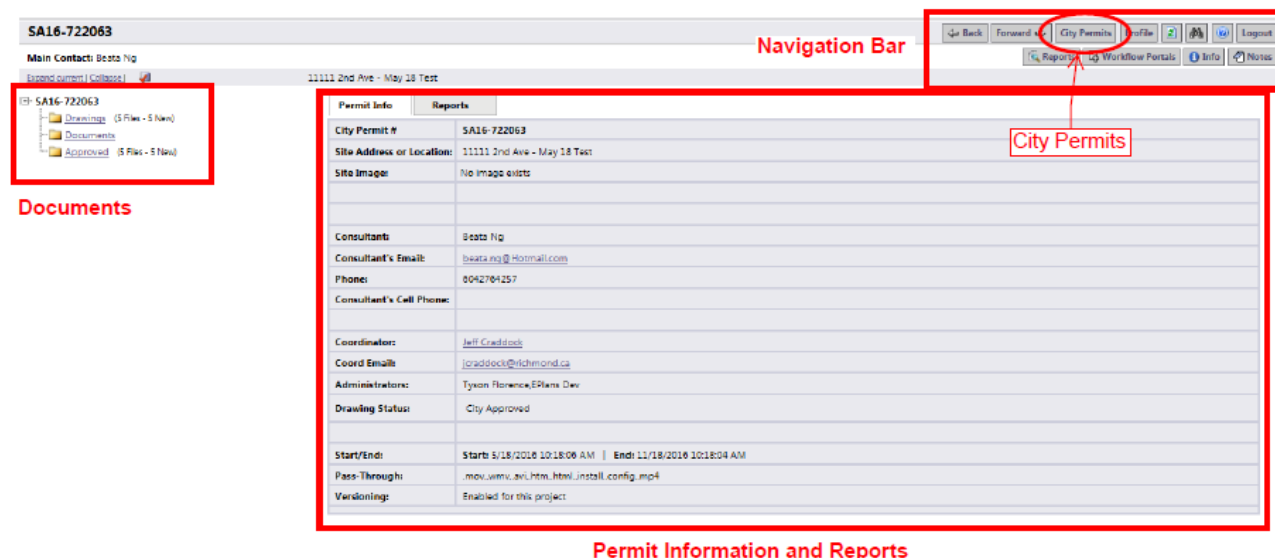 SA16-722063
Back Forward City Permits Profile Logout
Navigation Bar
Main Contact: Beata Ng
Reports Workflow Portals Info Notes
Expand current | Collapse |
11111 2nd Ave - May 18 Test
SA16-722063
Drawings (5 Files - 5 New)
Documents
Approved (5 Files - 5 New)
Documents
City Permits
Permit Info Reports
City Permit # SA16-722063
Site Address or Location: 11111 2nd Ave - May 18 Test
Site Image: No image exists
Consultant: Beata Ng
Consultant's Email: beata.ng@Hotmail.com
Phone: 6042764257
Consultant's Cell Phone:
Coordinator: Jeff Craddock
Coord Email: jcraddock@richmond.ca
Administrators: Tyson Florence,EPlans Dev
Drawing Status: City Approved
Start/End: Start: 5/18/2016 10:18:06 AM | End: 11/18/2016 10:18:04 AM
Pass-Through: .mov,.wmv,.avi,.htm,.html,.install,.config,.mp4
Versioning: Enabled for this project
Permit Information and Reports